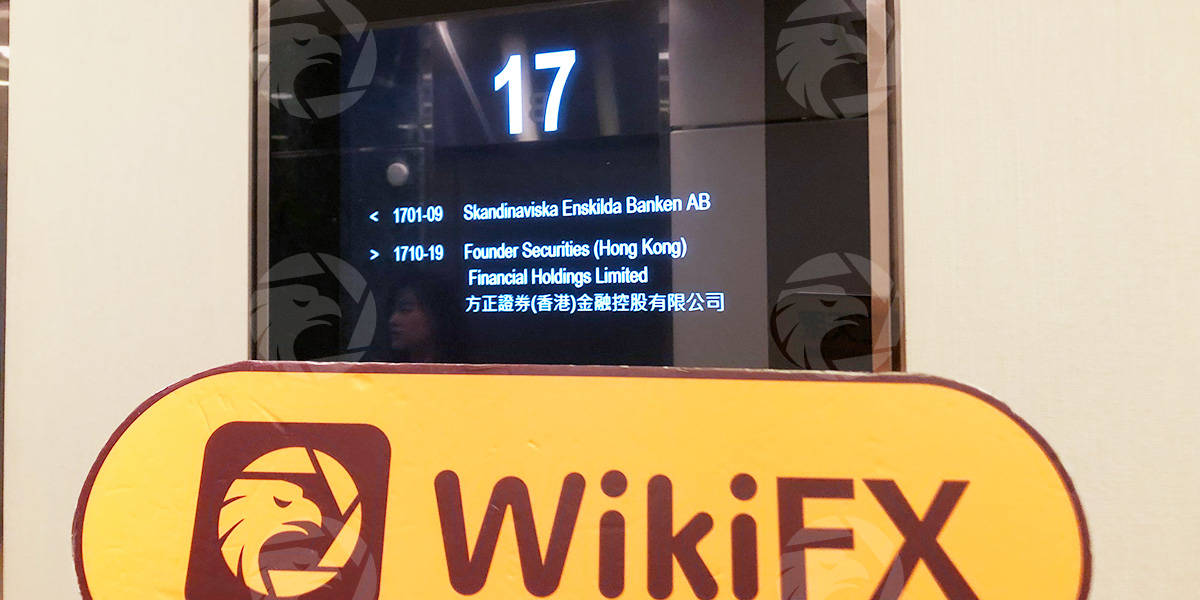 17
< 1701-09 Skandinaviska Enskilda Banken AB
> 1710-19 Founder Securities (Hong Kong)
Financial Holdings Limited
方正證券(香港)金融控股有限公司
WikiFX